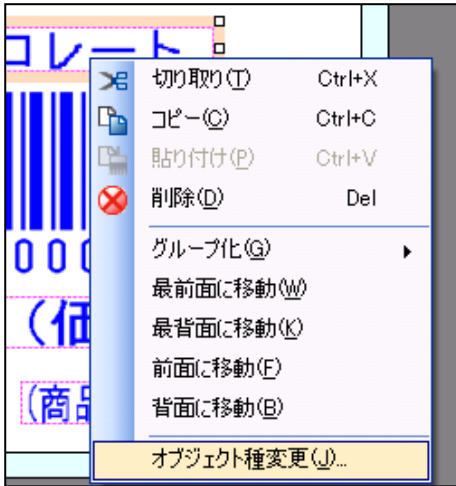 コレート
切り取り(T) Ctrl+X
コピー(C) Ctrl+C
貼り付け(P) Ctrl+V
削除(D) Del
グループ化(G)
000
最前面に移動(W)
(価
最背面に移動(K)
前面に移動(F)
(商品
背面に移動(B)
オブジェクト種変更(J)...